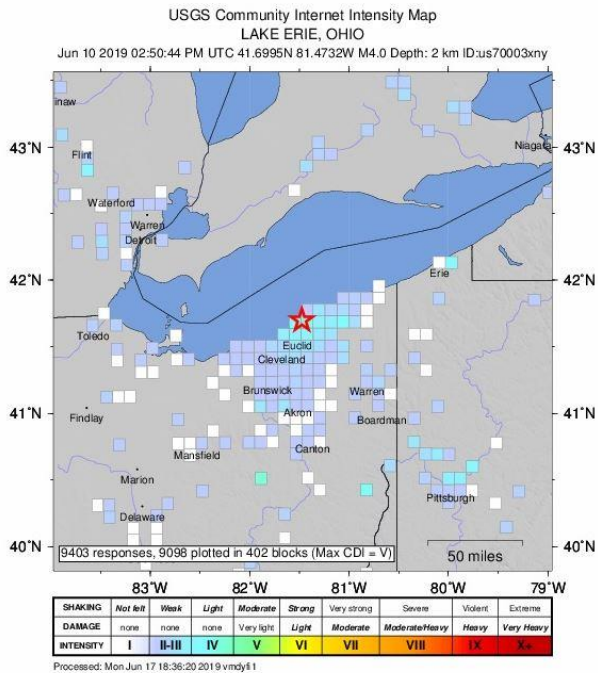 USGS Community Internet Intensity Map
LAKE ERIE, OHIO
Jun 10 2019 02:50:44 PM UTC 41.6995N 81.4732W M4.0 Depth: 2 km ID:us70003xny
inaw
43°N
43°N
Flint
Niagara
Waterford
Warren
Detroit
42°N
42°N
Erie
Toledo
Euclid
Cleveland
Brunswick
Warren
41°N
41°N
Findlay
Akron
Boardman
Mansfield
Canton
Marion
Pittsburgh
Delaware
40°N
40°N
9403 responses, 9098 plotted in 402 blocks (Max CDI = V)
50 miles
83°W 82°W 81°W 80°W 79°W
SHAKING Not felt Weak Light Moderate Strong Very strong Severe Violent Extreme
DAMAGE none none none Very light Light Moderate Moderate/Heavy Heavy Very Heavy
INTENSITY I II-III IV V VI VII VIII IX X+
Processed: Mon Jun 17 18:36:20 2019 vmdyfi1